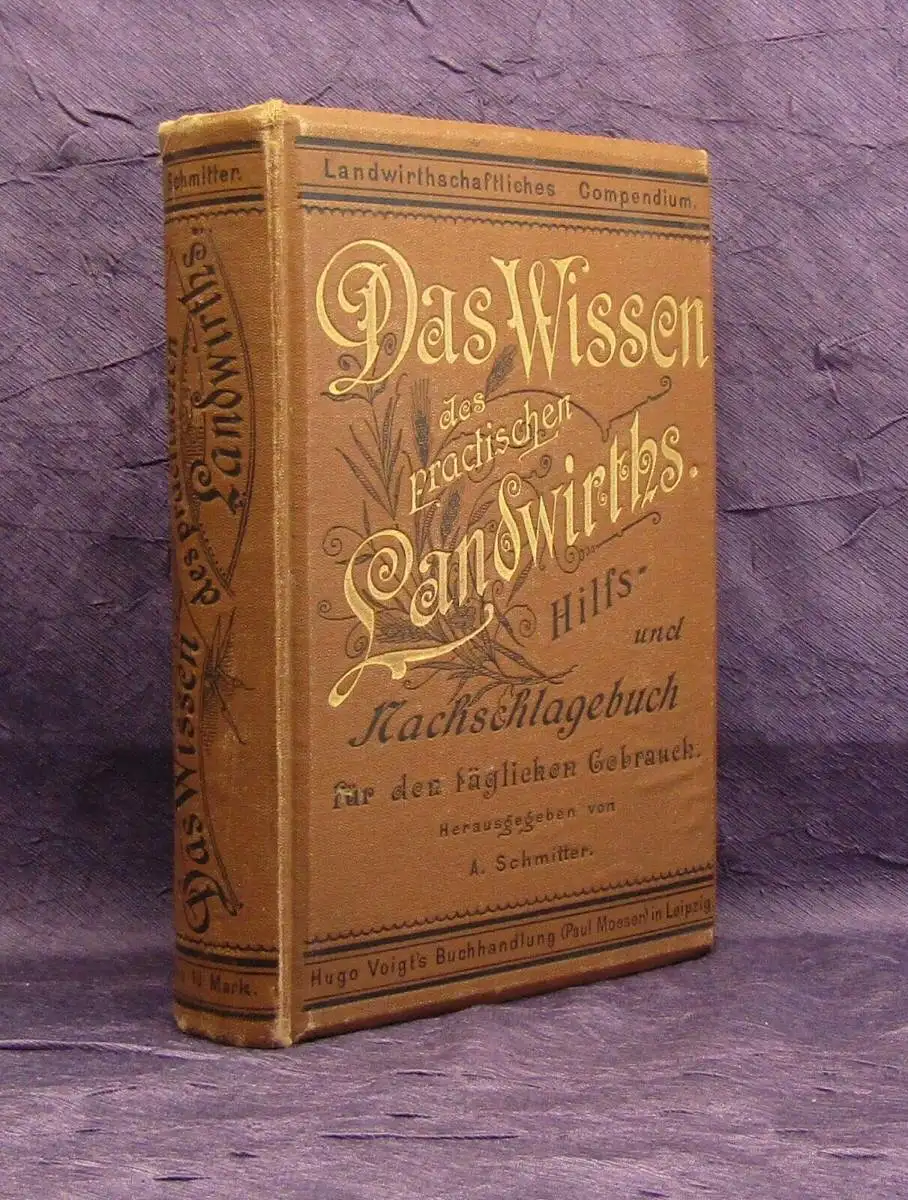 Landwirthschaftliches Compendium.
Das Wissen
des
practischen
Landwirths.
Hilfs-
und
Nachschlagebuch
für den täglichen Gebrauch.
Herausgegeben von
A. Schmitter.
Hugo Voigt's Buchhandlung (Paul Moeser) in Leipzig
Schmitter.
Das Wissen
des practischen
Landwirths.
10 Mark.